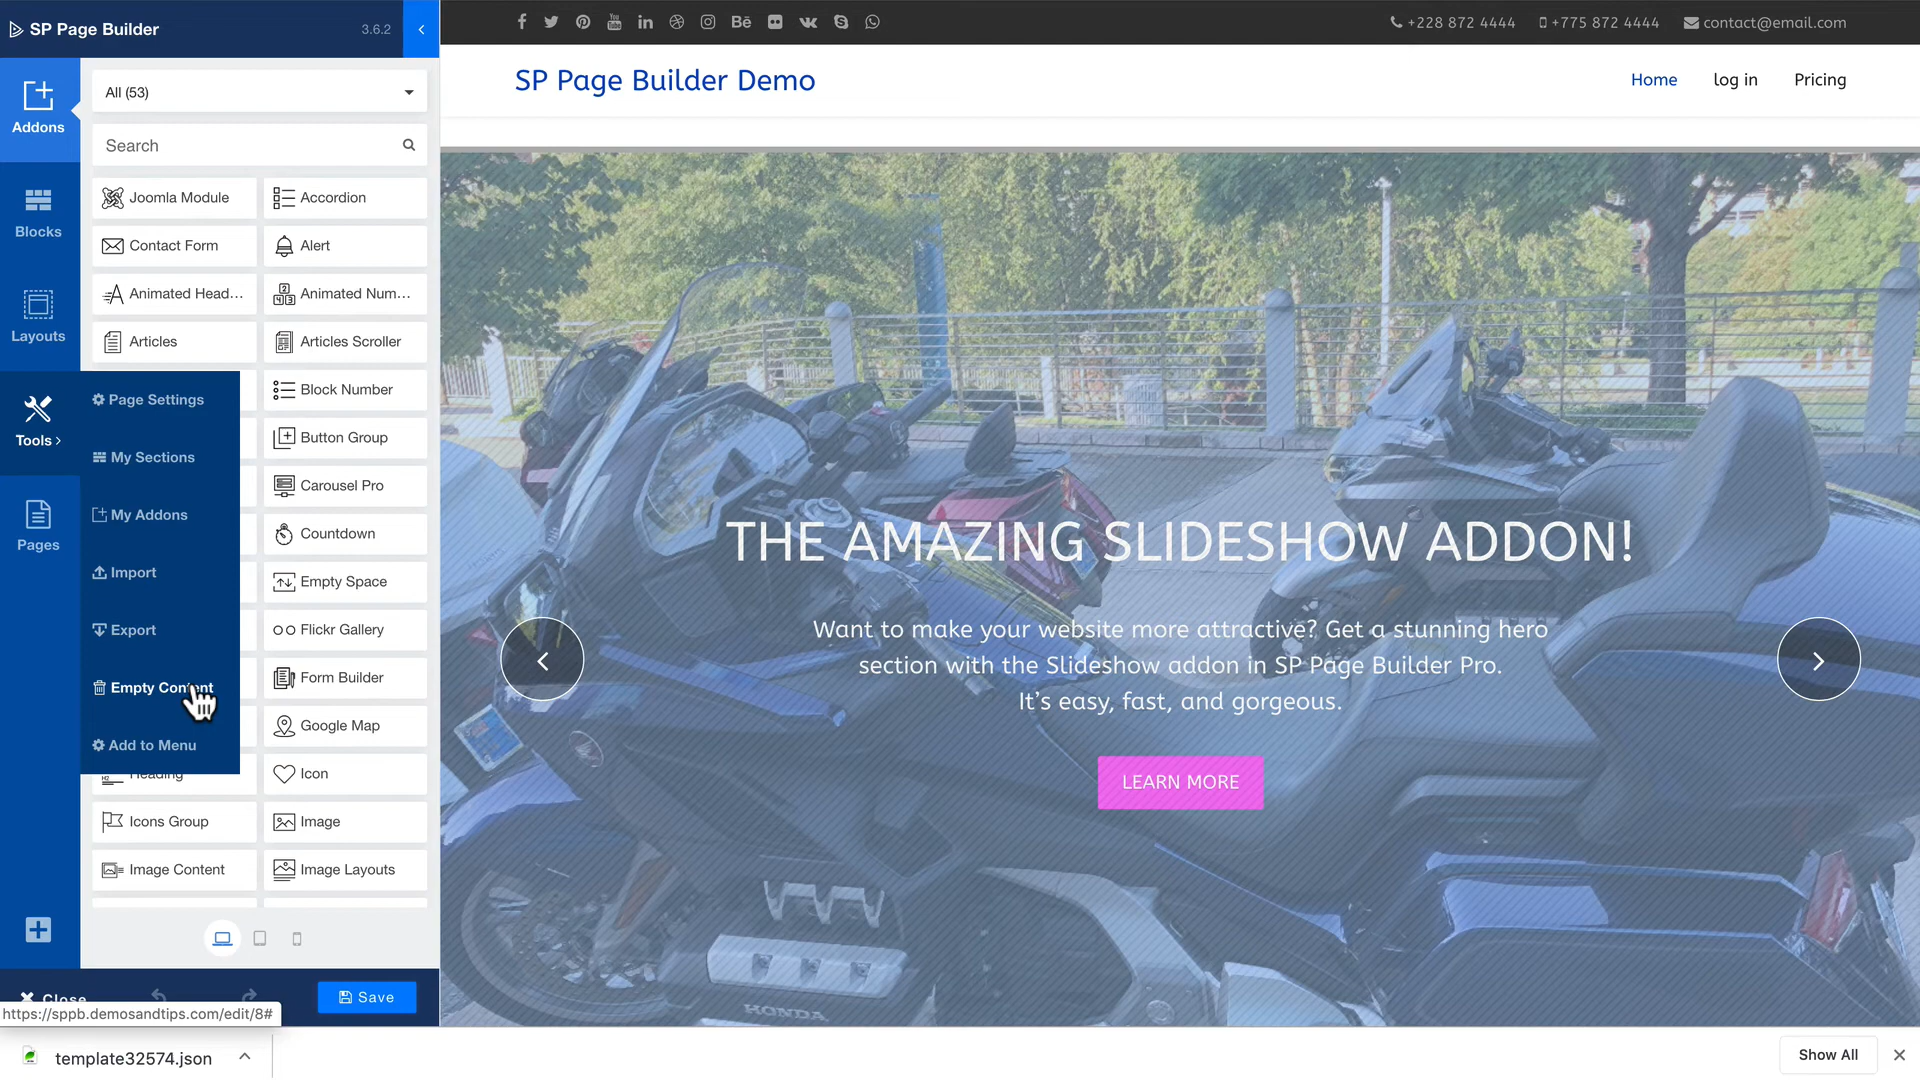 SP Page Builder
3.6.2
+228 872 4444
+775 872 4444
contact@email.com
SP Page Builder Demo
Home
log in
Pricing
Addons
Blocks
Layouts
Tools ›
Pages
All (53)
Search
Joomla Module
Accordion
Contact Form
Alert
Animated Head...
Animated Num...
Articles
Articles Scroller
Block Number
Button Group
Carousel Pro
Countdown
Empty Space
Flickr Gallery
Form Builder
Google Map
Heading
Icon
Icons Group
Image
Image Content
Image Layouts
Page Settings
My Sections
My Addons
Import
Export
Empty Content
Add to Menu
THE AMAZING SLIDESHOW ADDON!
Want to make your website more attractive? Get a stunning hero
section with the Slideshow addon in SP Page Builder Pro.
It's easy, fast, and gorgeous.
LEARN MORE
HONDA
Close
Save
https://sppb.demosandtips.com/edit/8#
template32574.json
Show All